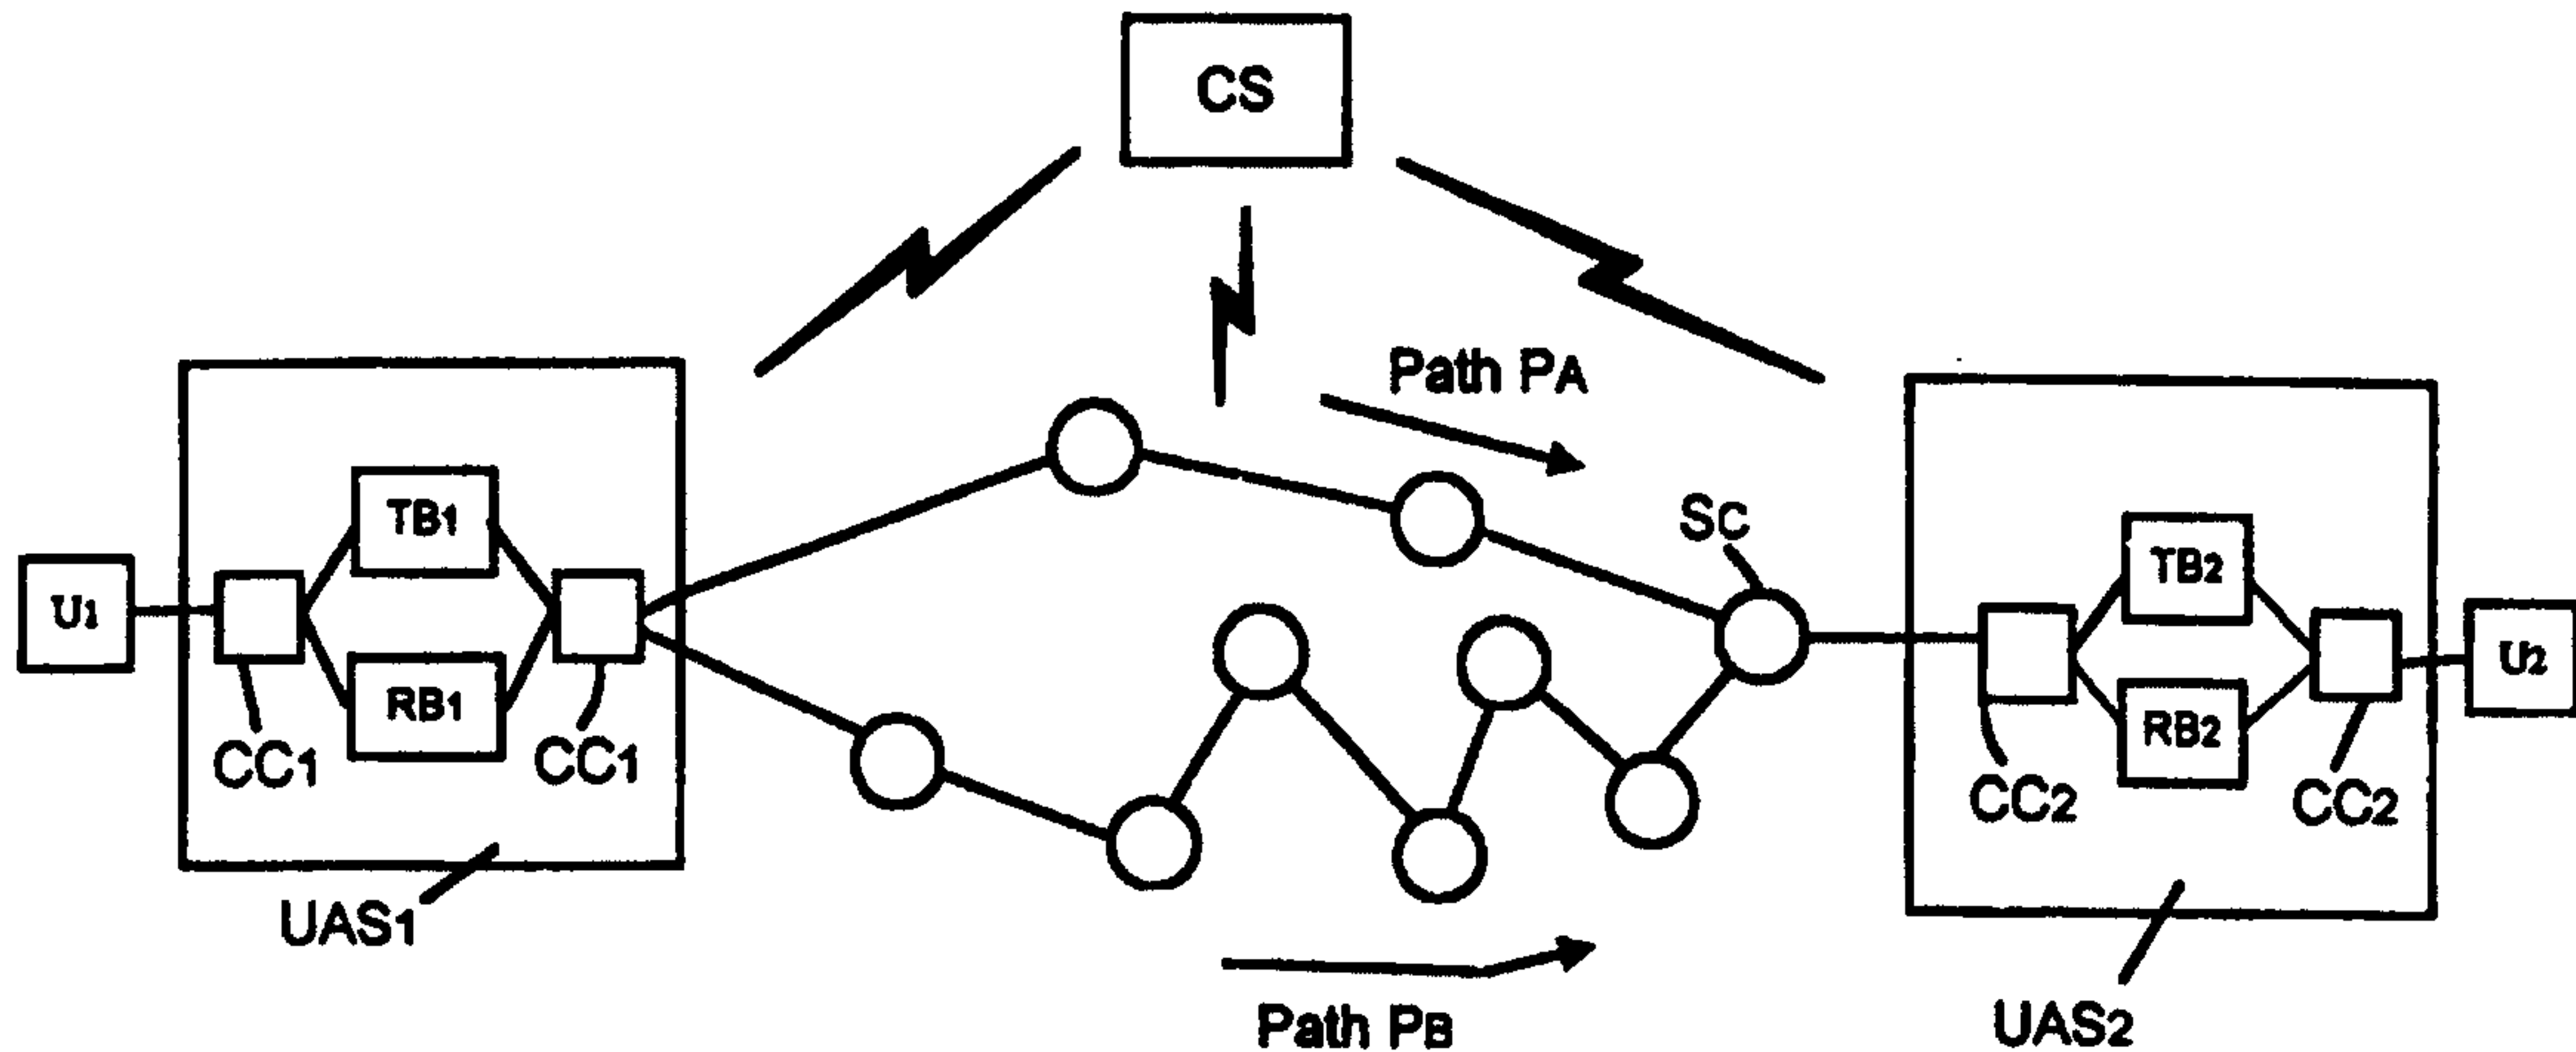 CS
Path PA
SC
TB1
TB2
U1
U2
RB1
RB2
CC1
CC1
CC2
CC2
UAS1
UAS2
Path PB